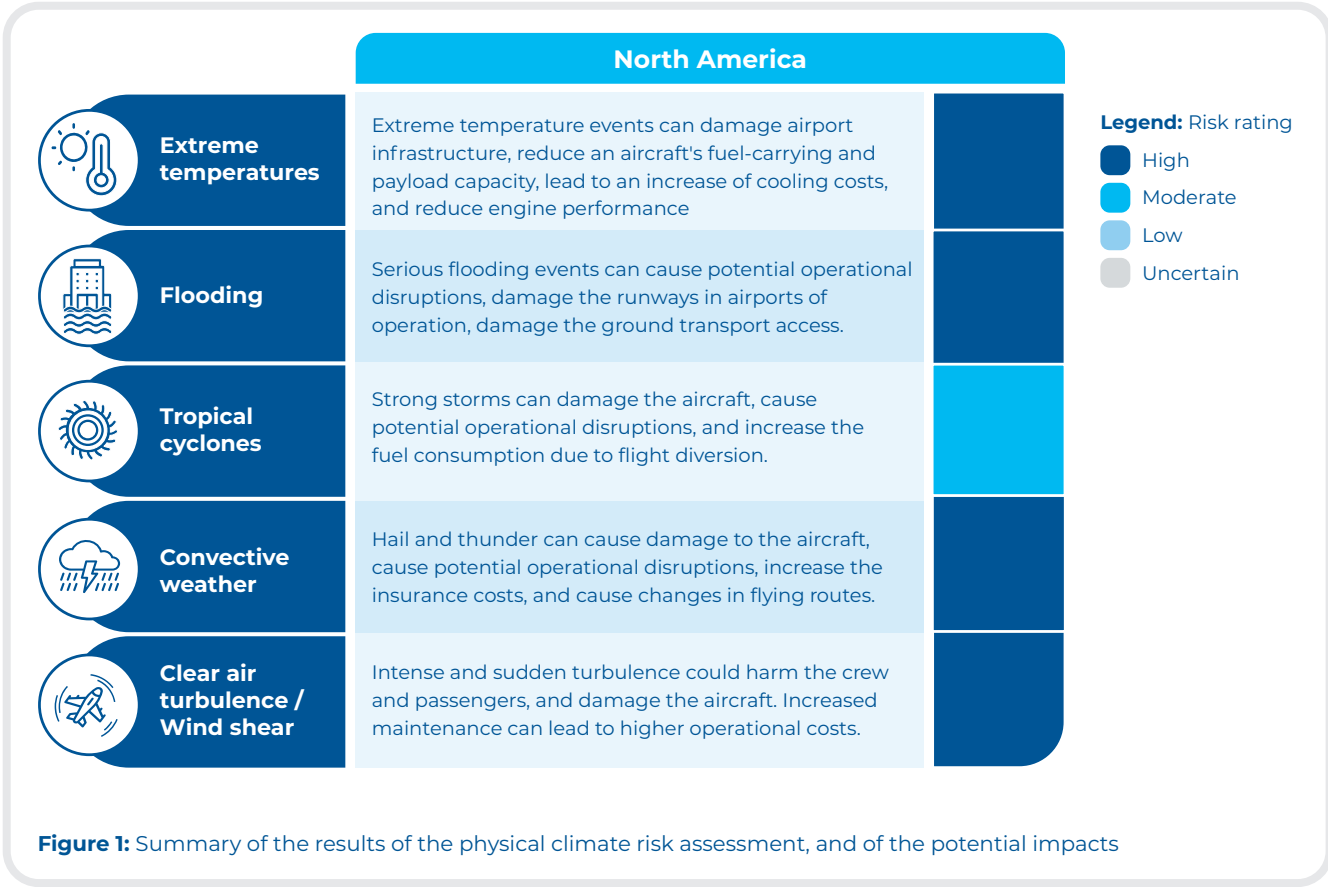 North America
Extreme
temperatures
Extreme temperature events can damage airport
infrastructure, reduce an aircraft's fuel-carrying and
payload capacity, lead to an increase of cooling costs,
and reduce engine performance
Flooding
Serious flooding events can cause potential operational
disruptions, damage the runways in airports of
operation, damage the ground transport access.
Tropical
cyclones
Strong storms can damage the aircraft, cause
potential operational disruptions, and increase the
fuel consumption due to flight diversion.
Convective
weather
Hail and thunder can cause damage to the aircraft,
cause potential operational disruptions, increase the
insurance costs, and cause changes in flying routes.
Clear air
turbulence /
Wind shear
Intense and sudden turbulence could harm the crew
and passengers, and damage the aircraft. Increased
maintenance can lead to higher operational costs.
Legend: Risk rating
High
Moderate
Low
Uncertain
Figure 1: Summary of the results of the physical climate risk assessment, and of the potential impacts